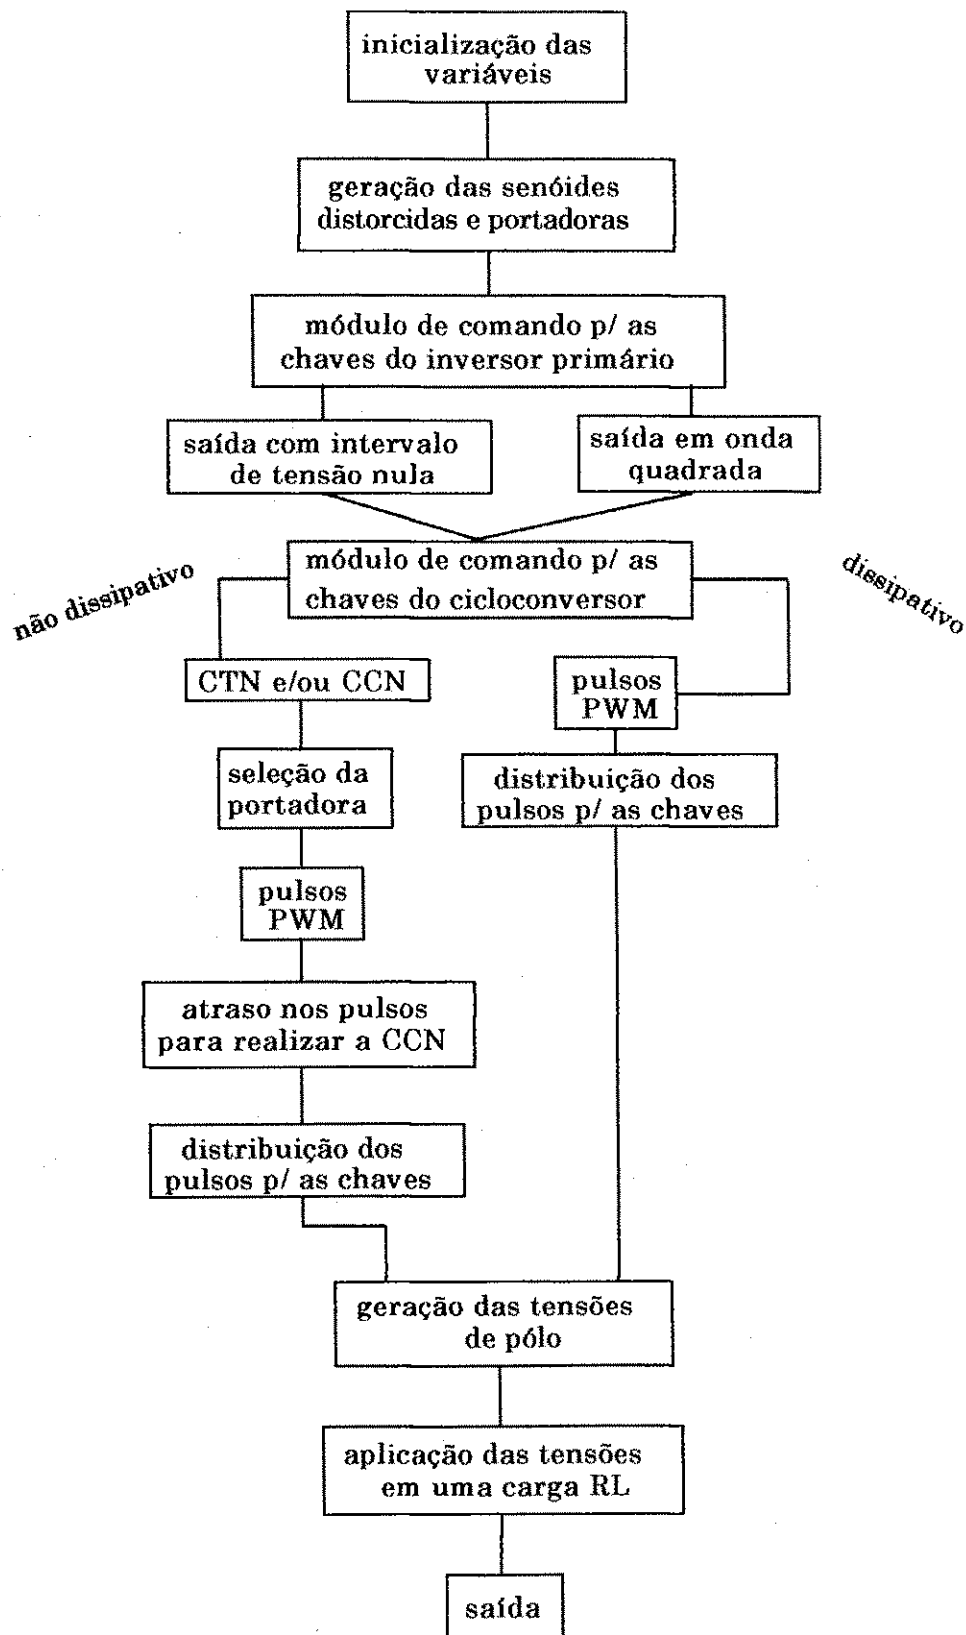 inicialização das
variáveis
geração das senóides
distorcidas e portadoras
módulo de comando p/ as
chaves do inversor primário
saída com intervalo
de tensão nula
saída em onda
quadrada
módulo de comando p/ as
chaves do cicloconversor
não dissipativo
dissipativo
CTN e/ou CCN
seleção da
portadora
pulsos
PWM
atraso nos pulsos
para realizar a CCN
distribuição dos
pulsos p/ as chaves
pulsos
PWM
distribuição dos
pulsos p/ as chaves
geração das tensões
de pólo
aplicação das tensões
em uma carga RL
saída